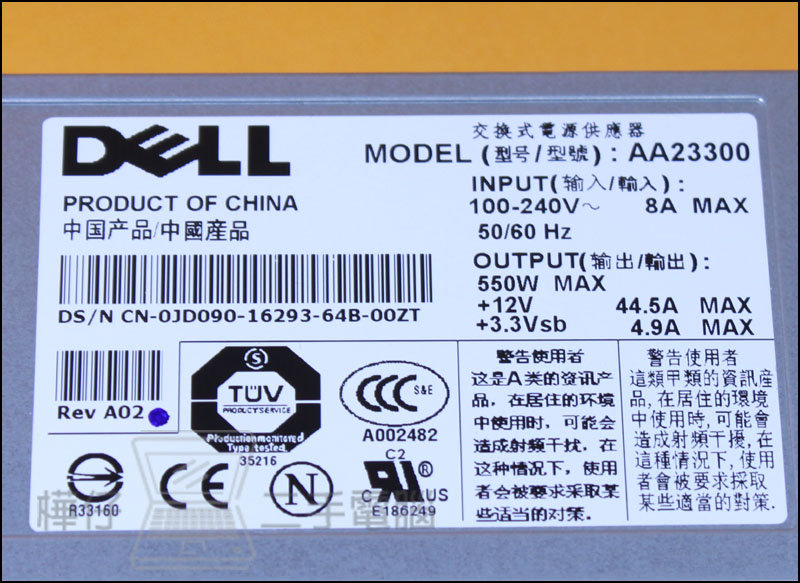 DELL
交換式電源供應器
MODEL (型号/型號) : AA23300
PRODUCT OF CHINA
中国产品/中國産品
INPUT(输入/輸入) :
100-240V~ 8A MAX
50/60 Hz
OUTPUT(输出/輸出) :
550W MAX
+12V 44.5A MAX
+3.3Vsb 4.9A MAX
DS/N CN-0JD090-16293-64B-00ZT
Rev A02
S
TÜV
PRODUCT SERVICE
Production monitored
Type tested
35216
CCC S&E
A002482
R33160
CE
N
C2
UL ®
C US
E186249
警告使用者
这是A类的资讯产
品，在居住的环境
中使用时，可能会
造成射频干扰，在
这种情况下，使用
者会被要求采取某
些适当的对策.
警告使用者
這類甲類的資訊産
品，在居住的環境
中使用時，可能會
造成射頻干擾，在
這種情況下，使用
者會被要求採取
某些適當的對策.
樺仔二手電腦